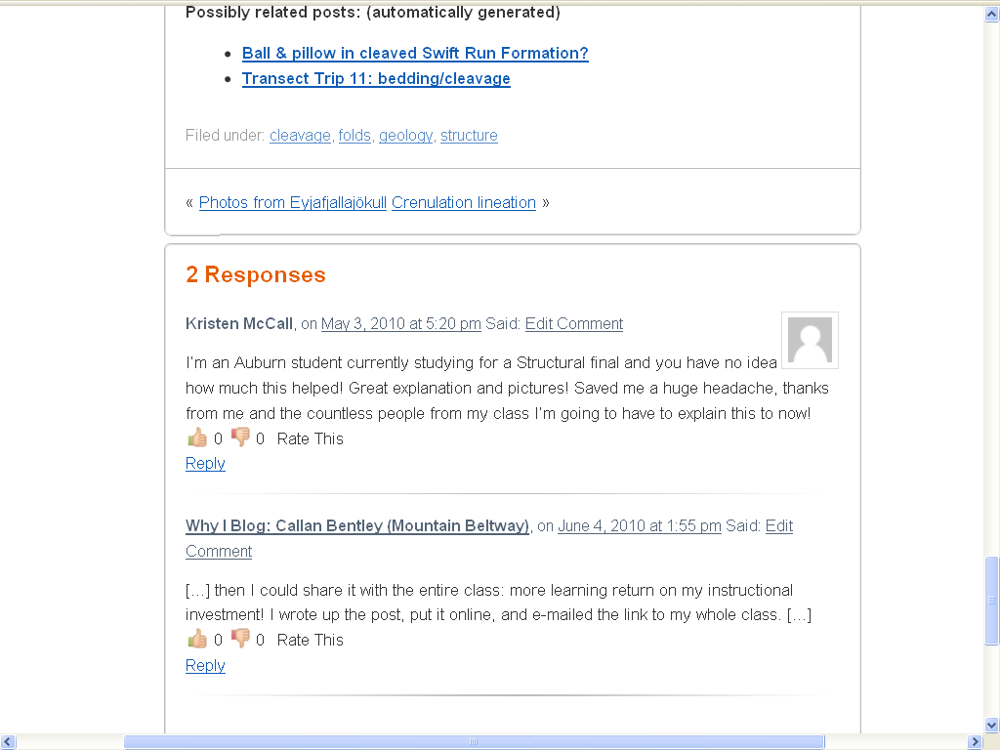 Possibly related posts: (automatically generated)
Ball & pillow in cleaved Swift Run Formation?
Transect Trip 11: bedding/cleavage
Filed under: cleavage, folds, geology, structure
« Photos from Eyjafjallajökull Crenulation lineation »
2 Responses
Kristen McCall, on May 3, 2010 at 5:20 pm Said: Edit Comment
I'm an Auburn student currently studying for a Structural final and you have no idea
how much this helped! Great explanation and pictures! Saved me a huge headache, thanks
from me and the countless people from my class I'm going to have to explain this to now!
0 0 Rate This
Reply
Why I Blog: Callan Bentley (Mountain Beltway), on June 4, 2010 at 1:55 pm Said: Edit
Comment
[...] then I could share it with the entire class: more learning return on my instructional
investment! I wrote up the post, put it online, and e-mailed the link to my whole class. [...]
0 0 Rate This
Reply